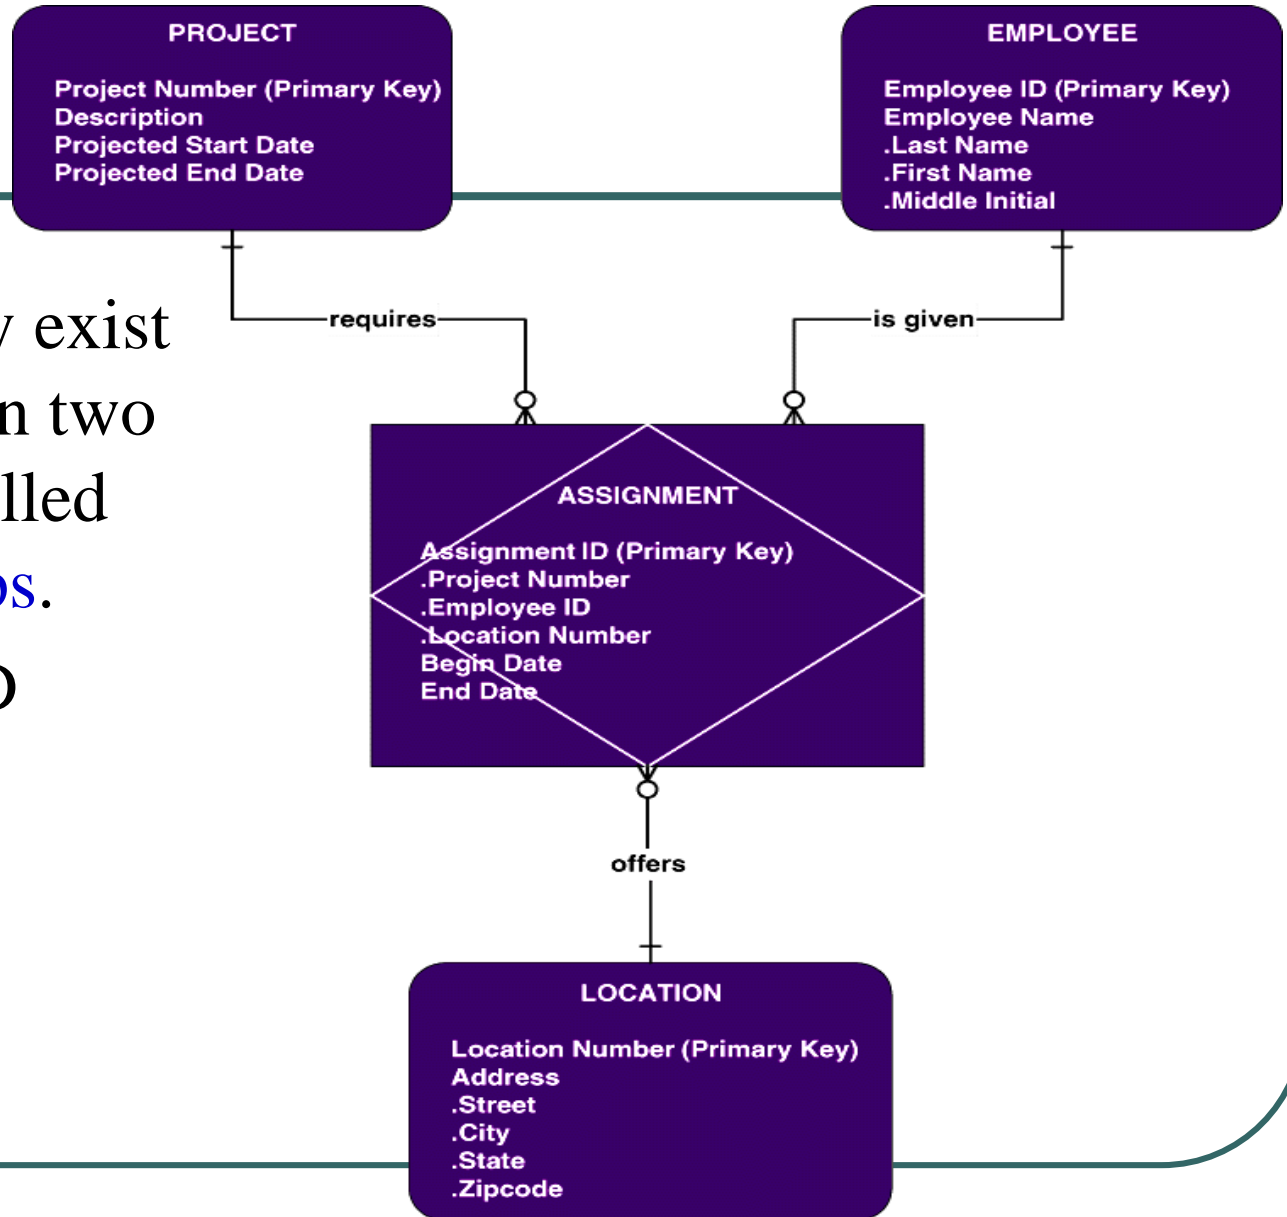 PROJECT
Project Number (Primary Key)
Description
Projected Start Date
Projected End Date
EMPLOYEE
Employee ID (Primary Key)
Employee Name
.Last Name
.First Name
.Middle Initial
exist
two
requires
is given
ASSIGNMENT
Assignment ID (Primary Key)
.Project Number
.Employee ID
.Location Number
Begin Date
End Date
offers
LOCATION
Location Number (Primary Key)
Address
.Street
.City
.State
.Zipcode